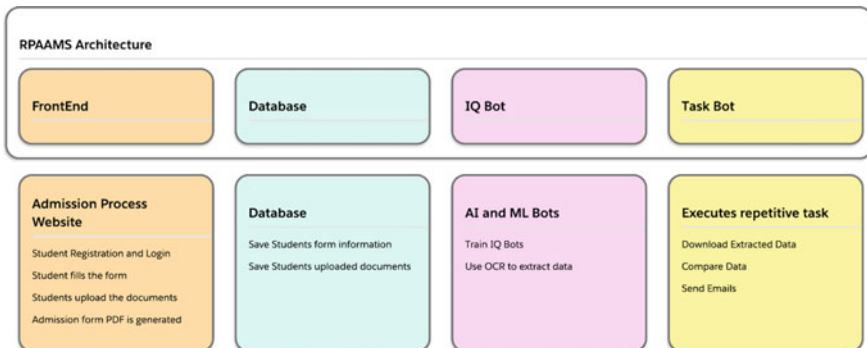 RPAAMS Architecture
FrontEnd
Database
IQ Bot
Task Bot
Admission Process
Website
Student Registration and Login
Student fills the form
Students upload the documents
Admission form PDF is generated
Database
Save Students form information
Save Students uploaded documents
AI and ML Bots
Train IQ Bots
Use OCR to extract data
Executes repetitive task
Download Extracted Data
Compare Data
Send Emails